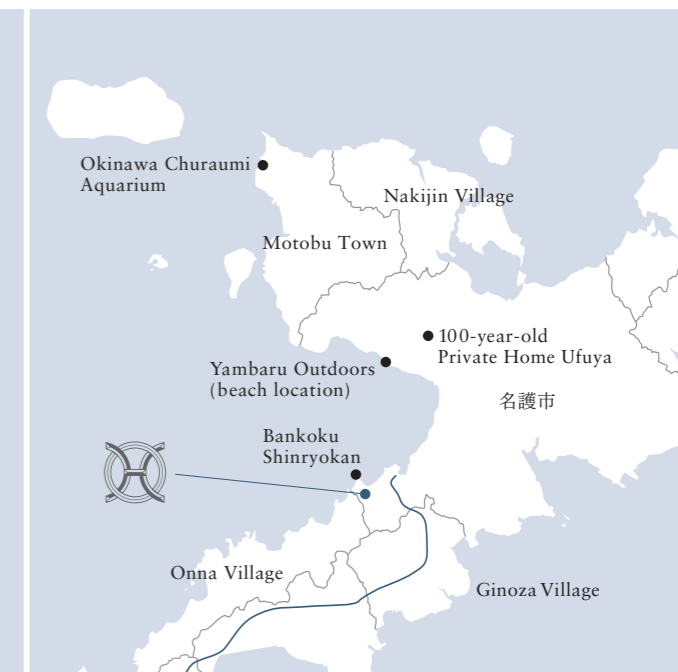 Okinawa Churaumi
Aquarium
Nakijin Village
Motobu Town
100-year-old
Private Home Ufuya
Yambaru Outdoors
(beach location)
名護市
Bankoku
Shinryokan
Onna Village
Ginoza Village